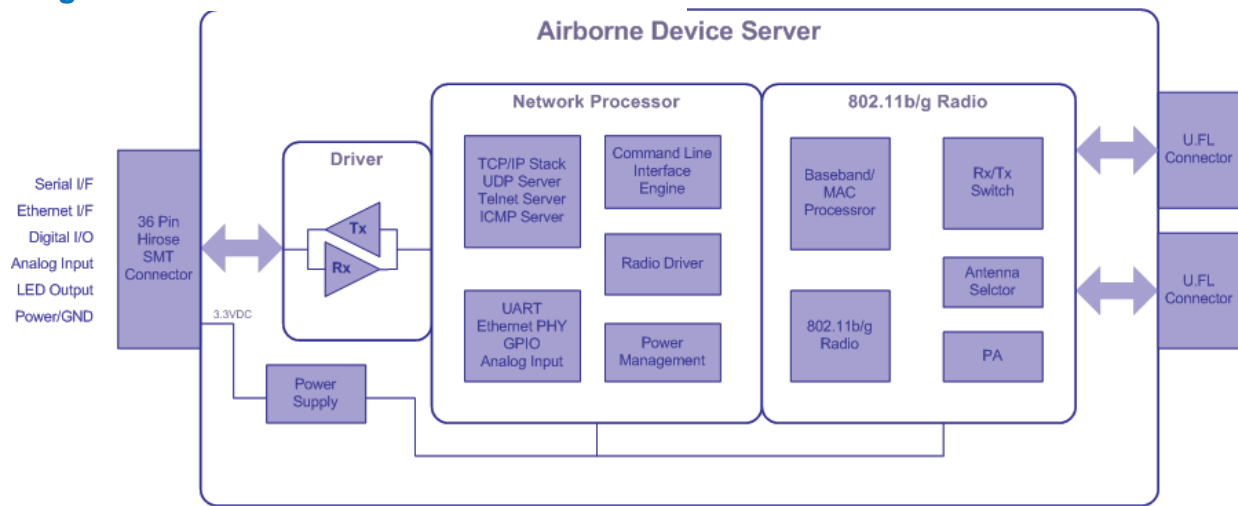 Airborne Device Server
Network Processor
802.11b/g Radio
Driver
Tx
Rx
Serial I/F
Ethernet I/F
Digital I/O
Analog Input
LED Output
Power/GND
36 Pin
Hirose
SMT
Connector
3.3VDC
Power
Supply
TCP/IP Stack
UDP Server
Telnet Server
ICMP Server
Command Line
Interface
Engine
Radio Driver
UART
Ethernet PHY
GPIO
Analog Input
Power
Management
Baseband/
MAC
Processror
Rx/Tx
Switch
Antenna
Selctor
802.11b/g
Radio
PA
U.FL
Connector
U.FL
Connector